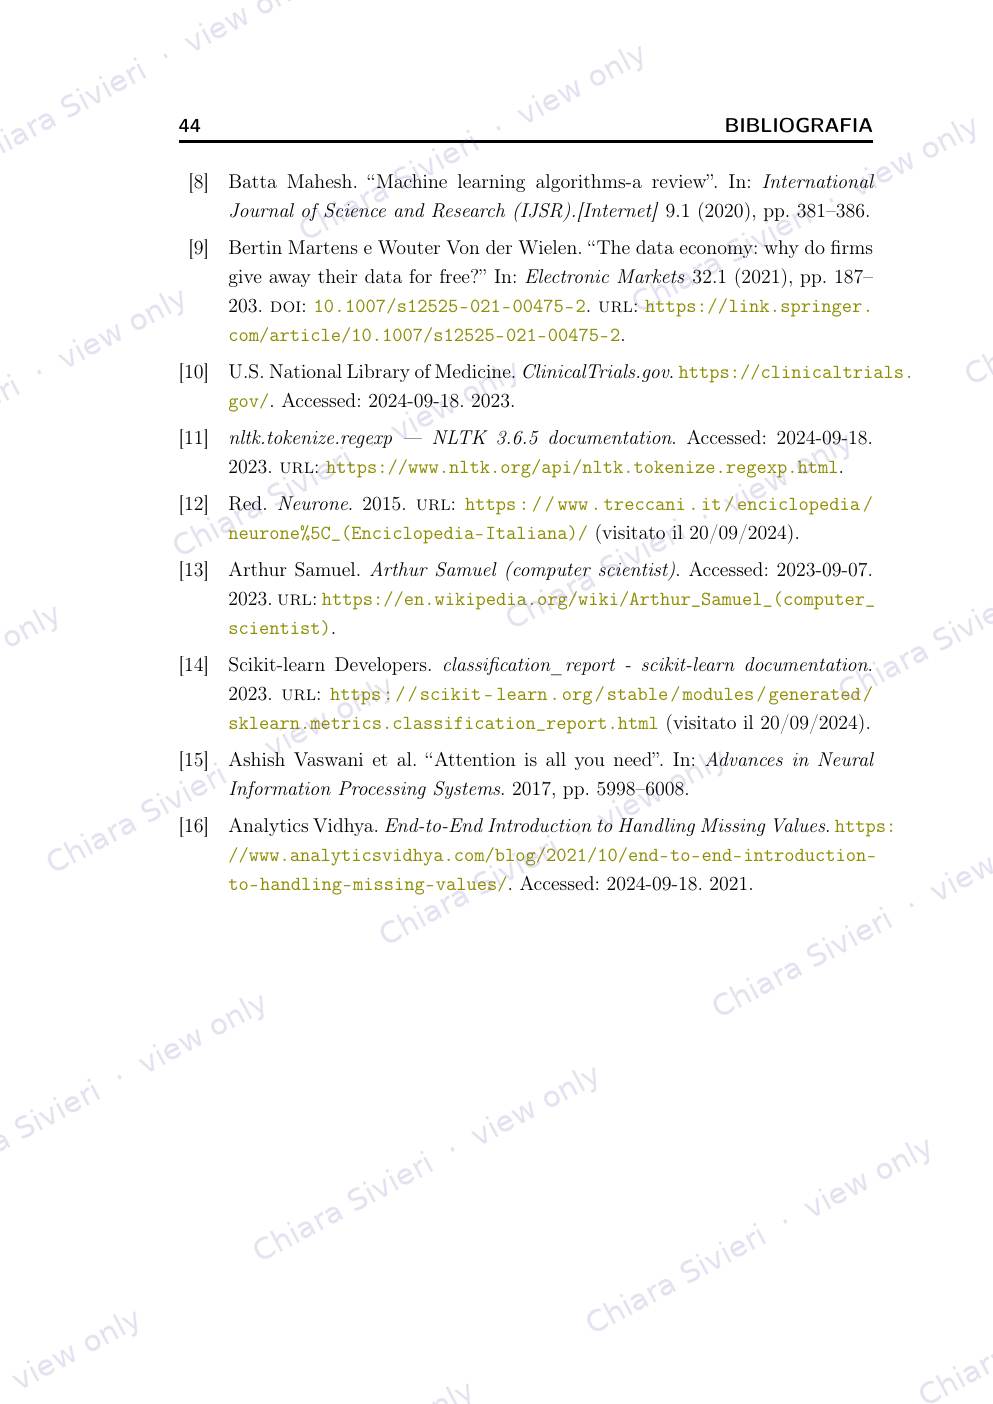 44 BIBLIOGRAFIA
[8] Batta Mahesh. “Machine learning algorithms-a review”. In: International
Journal of Science and Research (IJSR).[Internet] 9.1 (2020), pp. 381–386.
[9] Bertin Martens e Wouter Von der Wielen. “The data economy: why do firms
give away their data for free?” In: Electronic Markets 32.1 (2021), pp. 187–
203. DOI: 10.1007/s12525-021-00475-2. URL: https://link.springer.
com/article/10.1007/s12525-021-00475-2.
[10] U.S. National Library of Medicine. ClinicalTrials.gov. https://clinicaltrials.
gov/. Accessed: 2024-09-18. 2023.
[11] nltk.tokenize.regexp — NLTK 3.6.5 documentation. Accessed: 2024-09-18.
2023. URL: https://www.nltk.org/api/nltk.tokenize.regexp.html.
[12] Red. Neurone. 2015. URL: https://www.treccani.it/enciclopedia/
neurone%5C_(Enciclopedia-Italiana)/ (visitato il 20/09/2024).
[13] Arthur Samuel. Arthur Samuel (computer scientist). Accessed: 2023-09-07.
2023. URL: https://en.wikipedia.org/wiki/Arthur_Samuel_(computer_
scientist).
[14] Scikit-learn Developers. classification_report - scikit-learn documentation.
2023. URL: https://scikit-learn.org/stable/modules/generated/
sklearn.metrics.classification_report.html (visitato il 20/09/2024).
[15] Ashish Vaswani et al. “Attention is all you need”. In: Advances in Neural
Information Processing Systems. 2017, pp. 5998–6008.
[16] Analytics Vidhya. End-to-End Introduction to Handling Missing Values. https:
//www.analyticsvidhya.com/blog/2021/10/end-to-end-introduction-
to-handling-missing-values/. Accessed: 2024-09-18. 2021.
Chiara Sivieri · view only